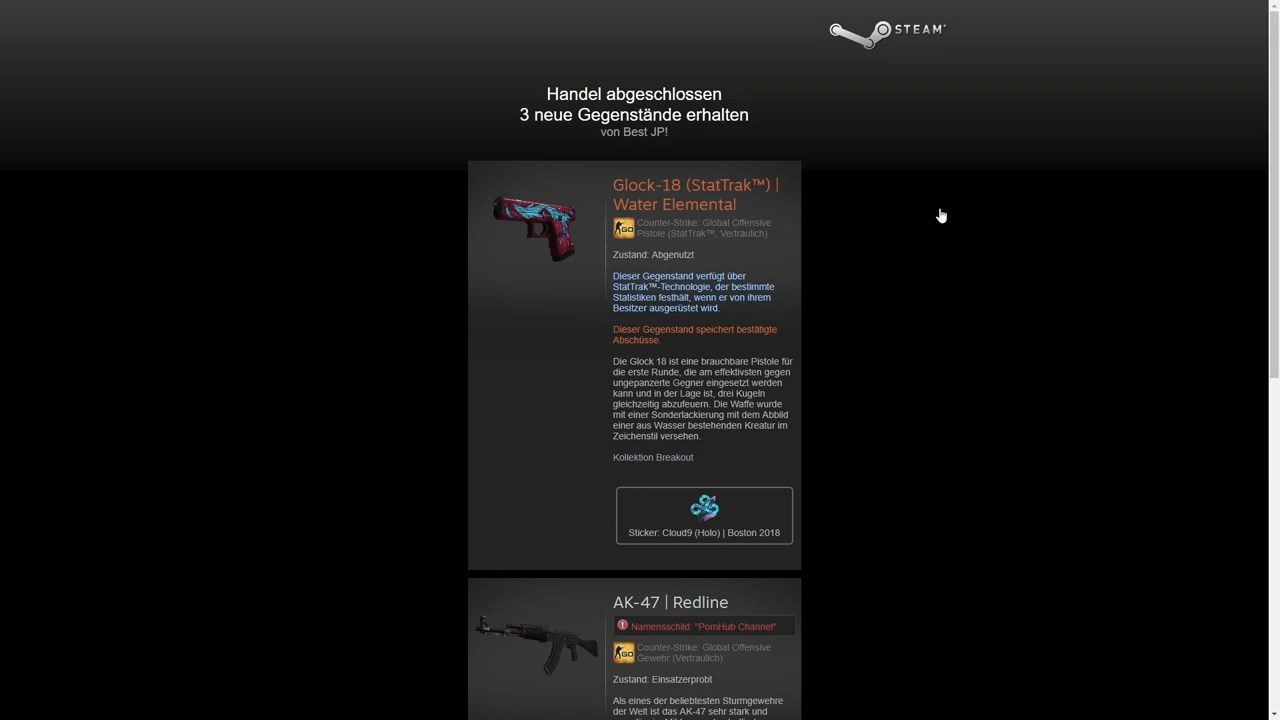 STEAM
Handel abgeschlossen
3 neue Gegenstände erhalten
von Best JP!
Glock-18 (StatTrak™) |
Water Elemental
GO
Counter-Strike: Global Offensive
Pistole (StatTrak™, Vertraulich)
Zustand: Abgenutzt
Dieser Gegenstand verfügt über
StatTrak™-Technologie, der bestimmte
Statistiken festhält, wenn er von ihrem
Besitzer ausgerüstet wird.
Dieser Gegenstand speichert bestätigte
Abschüsse.
Die Glock 18 ist eine brauchbare Pistole für
die erste Runde, die am effektivsten gegen
ungepanzerte Gegner eingesetzt werden
kann und in der Lage ist, drei Kugeln
gleichzeitig abzufeuern. Die Waffe wurde
mit einer Sonderlackierung mit dem Abbild
einer aus Wasser bestehenden Kreatur im
Zeichenstil versehen.
Kollektion Breakout
Sticker: Cloud9 (Holo) | Boston 2018
AK-47 | Redline
Namensschild: "PornHub Channel"
GO
Counter-Strike: Global Offensive
Gewehr (Vertraulich)
Zustand: Einsatzerprobt
Als eines der beliebtesten Sturmgewehre
der Welt ist das AK-47 sehr stark und